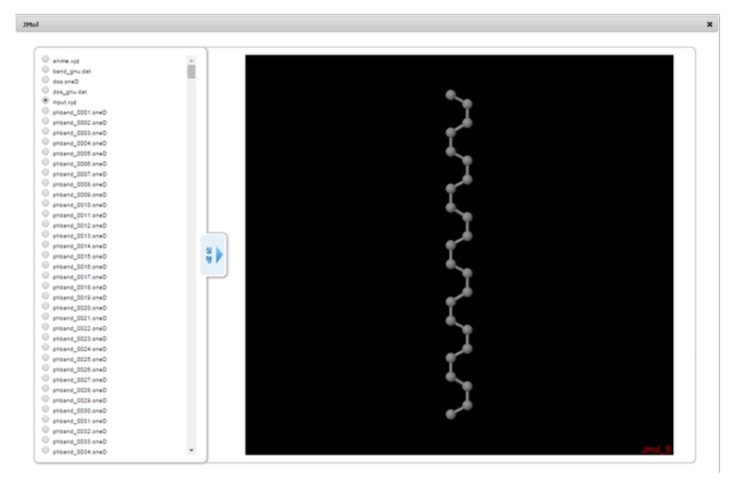 JMol
anime.xyz
band_gnu.dat
dos.oneD
dos_gnu.dat
input.xyz
phband_0001.oneD
phband_0002.oneD
phband_0003.oneD
phband_0004.oneD
phband_0005.oneD
phband_0006.oneD
phband_0007.oneD
phband_0008.oneD
phband_0009.oneD
phband_0010.oneD
phband_0011.oneD
phband_0012.oneD
phband_0013.oneD
phband_0014.oneD
phband_0015.oneD
phband_0016.oneD
phband_0017.oneD
phband_0018.oneD
phband_0019.oneD
phband_0020.oneD
phband_0021.oneD
phband_0022.oneD
phband_0023.oneD
phband_0024.oneD
phband_0025.oneD
phband_0026.oneD
phband_0027.oneD
phband_0028.oneD
phband_0029.oneD
phband_0030.oneD
phband_0031.oneD
phband_0032.oneD
phband_0033.oneD
phband_0034.oneD
실
행
Jmol_S